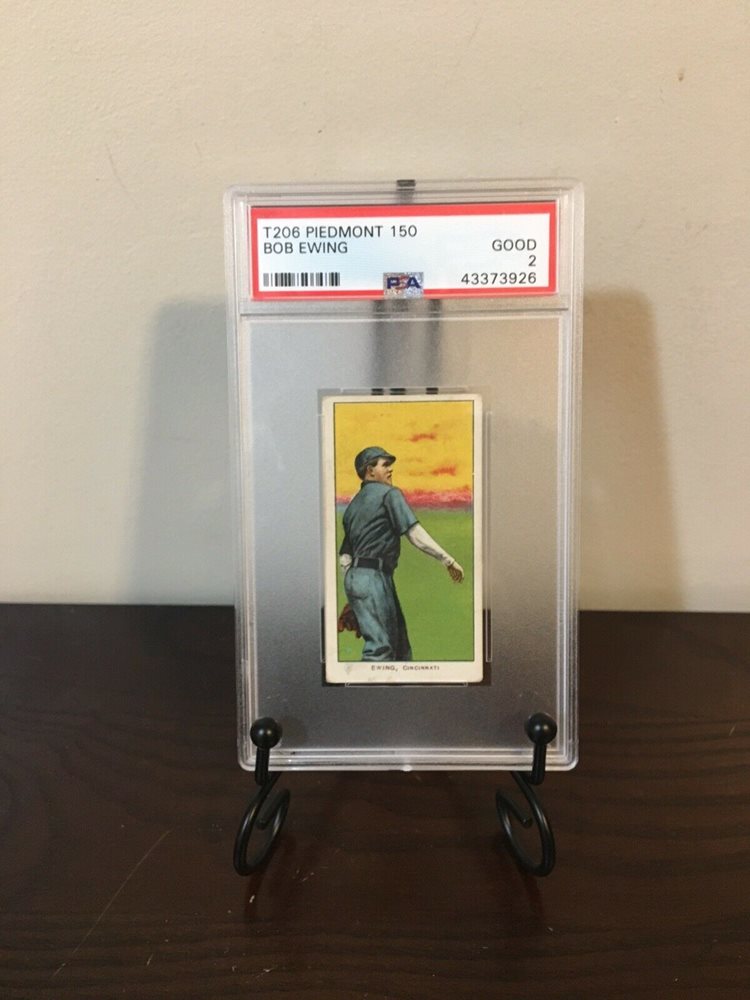 T206 PIEDMONT 150
BOB EWING
GOOD
2
PSA
43373926
EWING, CINCINNATI